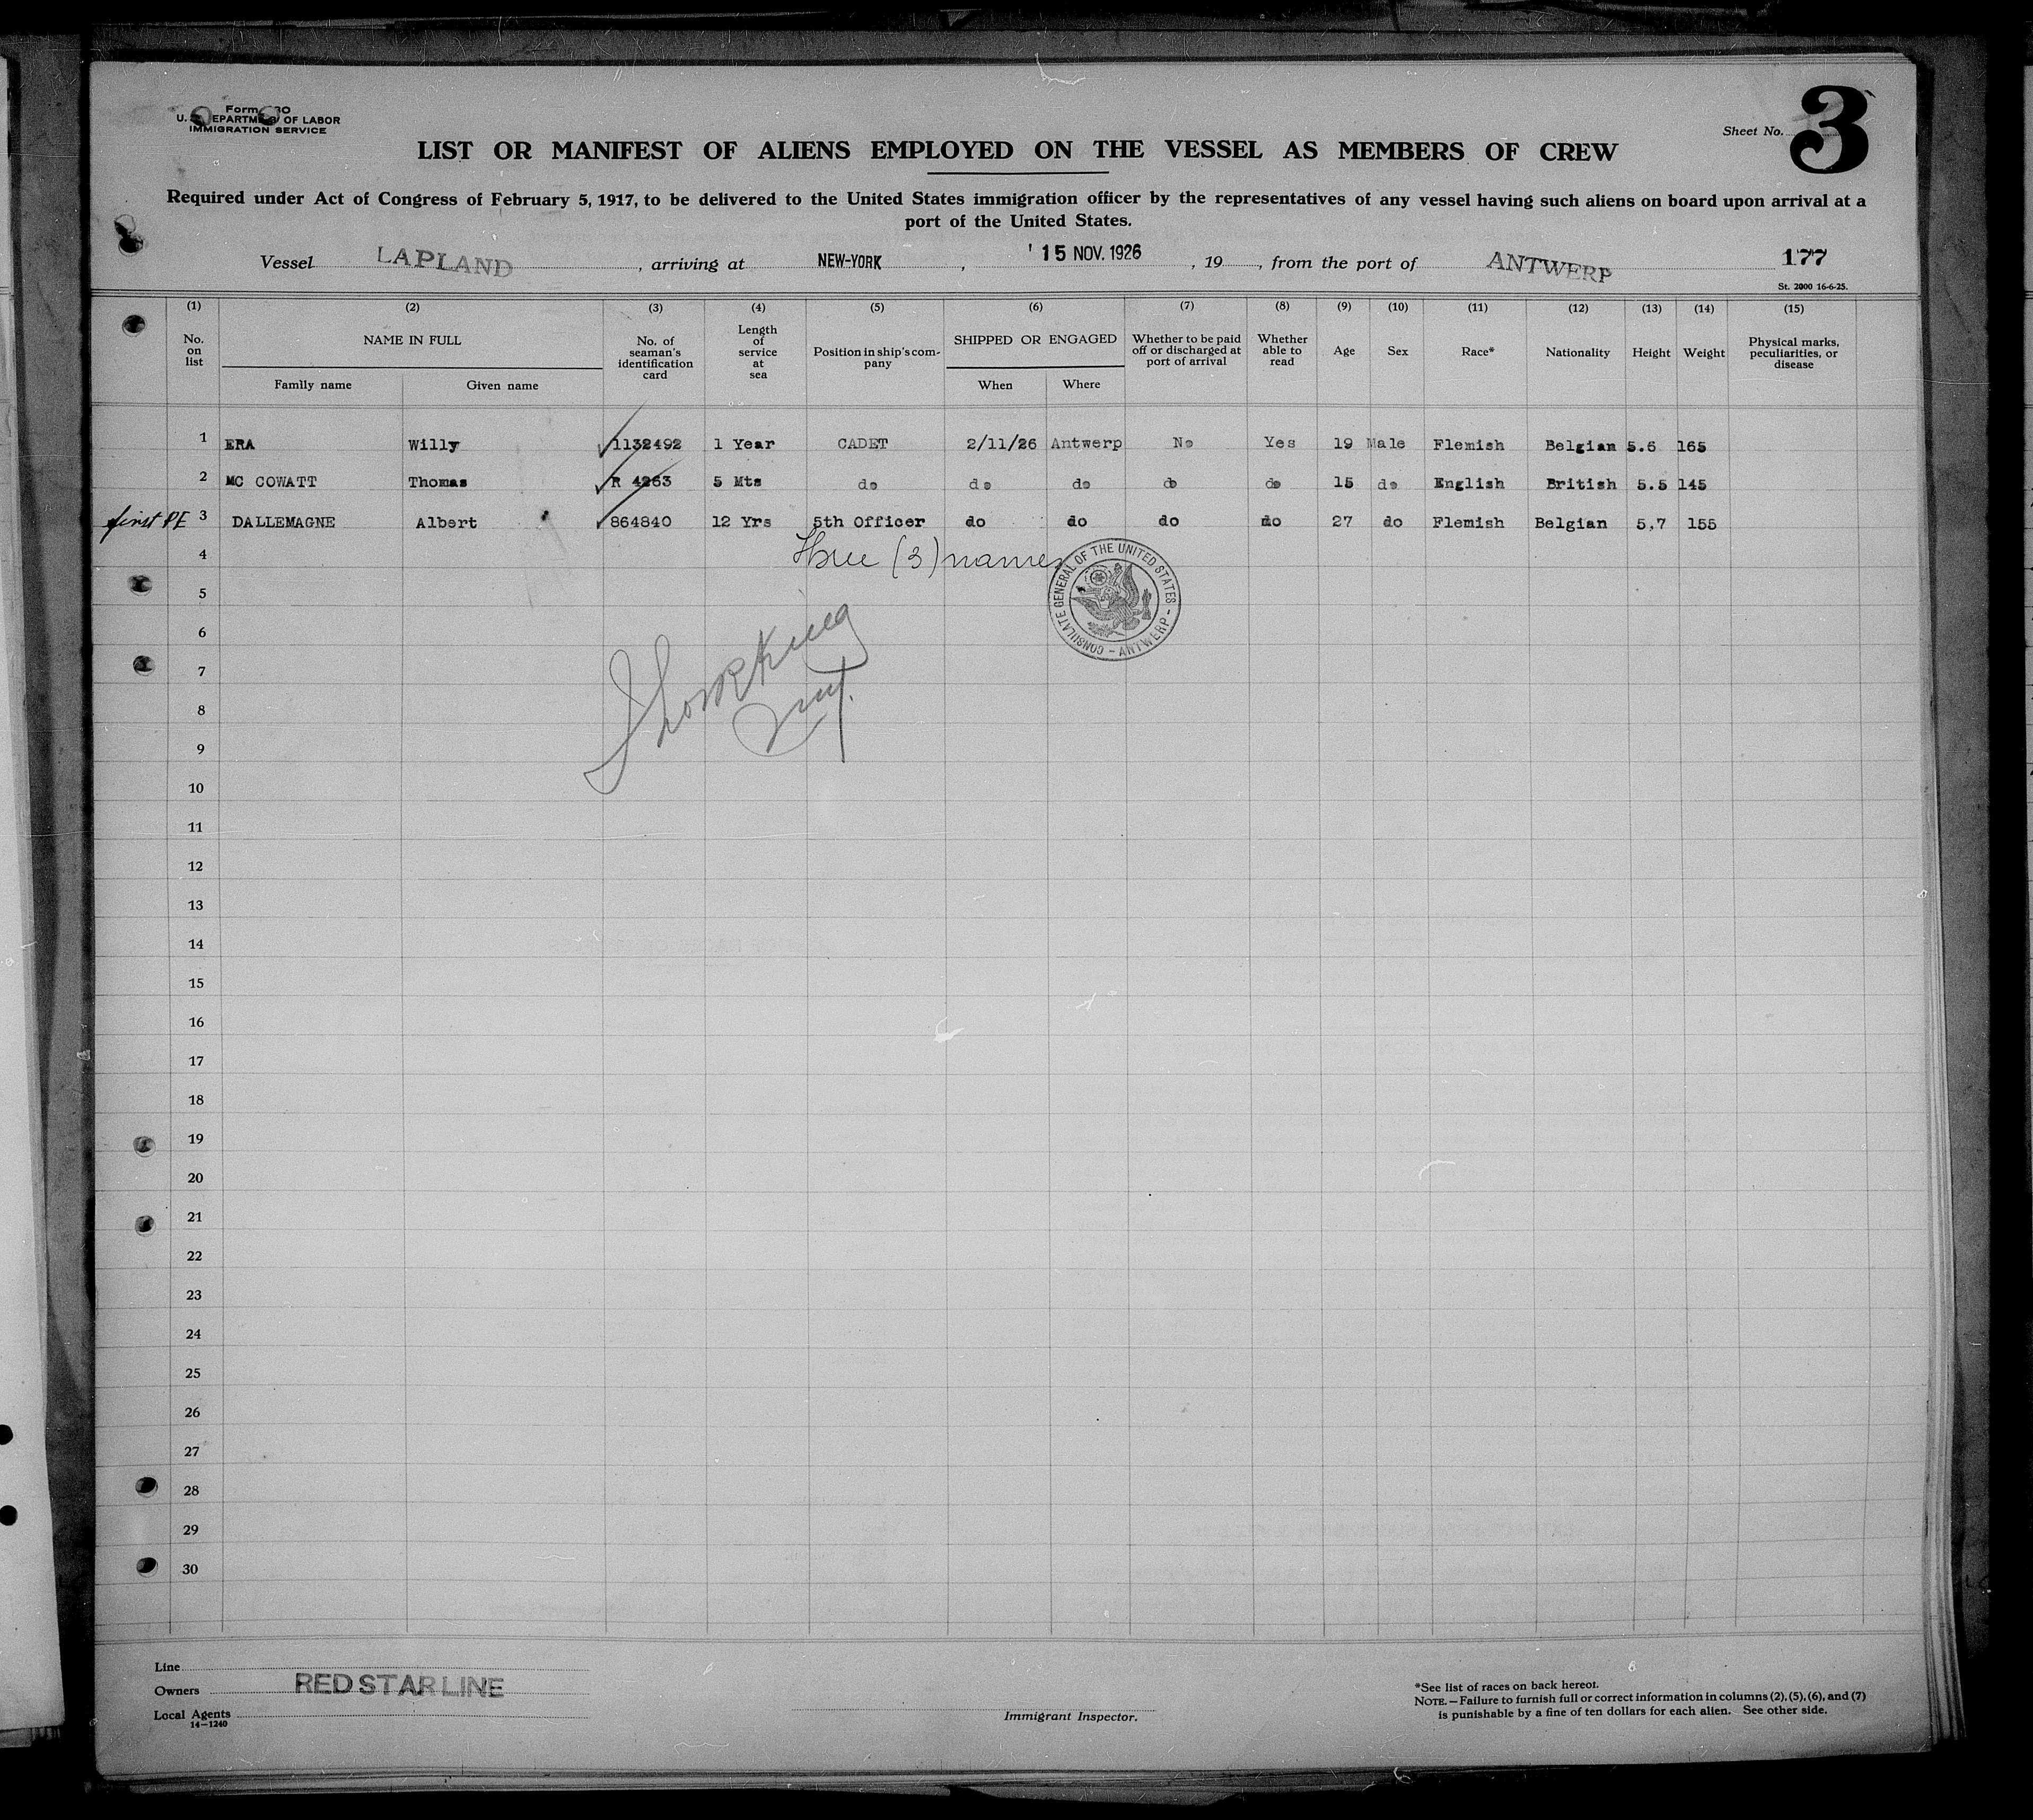 Form 680
U. S. DEPARTMENT OF LABOR
IMMIGRATION SERVICE
Sheet No. 3
LIST OR MANIFEST OF ALIENS EMPLOYED ON THE VESSEL AS MEMBERS OF CREW
Required under Act of Congress of February 5, 1917, to be delivered to the United States immigration officer by the representatives of any vessel having such aliens on board upon arrival at a
port of the United States.
Vessel LAPLAND, arriving at NEW-YORK, 15 NOV. 1926, 19, from the port of ANTWERP 177
St. 2000 16-6-25.
(1) (2) (3) (4) (5) (6) (7) (8) (9) (10) (11) (12) (13) (14) (15)
No. on list NAME IN FULL Family name Given name No. of seaman's identification card Length of service at sea Position in ship's company SHIPPED OR ENGAGED When Where Whether to be paid off or discharged at port of arrival Whether able to read Age Sex Race* Nationality Height Weight Physical marks, peculiarities, or disease
1 ERA Willy 1132492 1 Year CADET 2/11/26 Antwerp No Yes 19 Male Flemish Belgian 5.6 165
2 MC COWATT Thomas R 4263 5 Mts do do do do do 15 do English British 5.5 145
first PE 3 DALLEMAGNE Albert 864840 12 Yrs 5th Officer do do do do 27 do Flemish Belgian 5,7 155
4 Three (3) names
CONSULATE GENERAL OF THE UNITED STATES - ANTWERP -
5
6
7
8
9
10
11
12
13
14
15
16
17
18
19
20
21
22
23
24
25
26
27
28
29
30
Line
Owners RED STAR LINE
Local Agents
14-1240
Immigrant Inspector.
*See list of races on back hereof.
NOTE.—Failure to furnish full or correct information in columns (2), (5), (6), and (7)
is punishable by a fine of ten dollars for each alien. See other side.